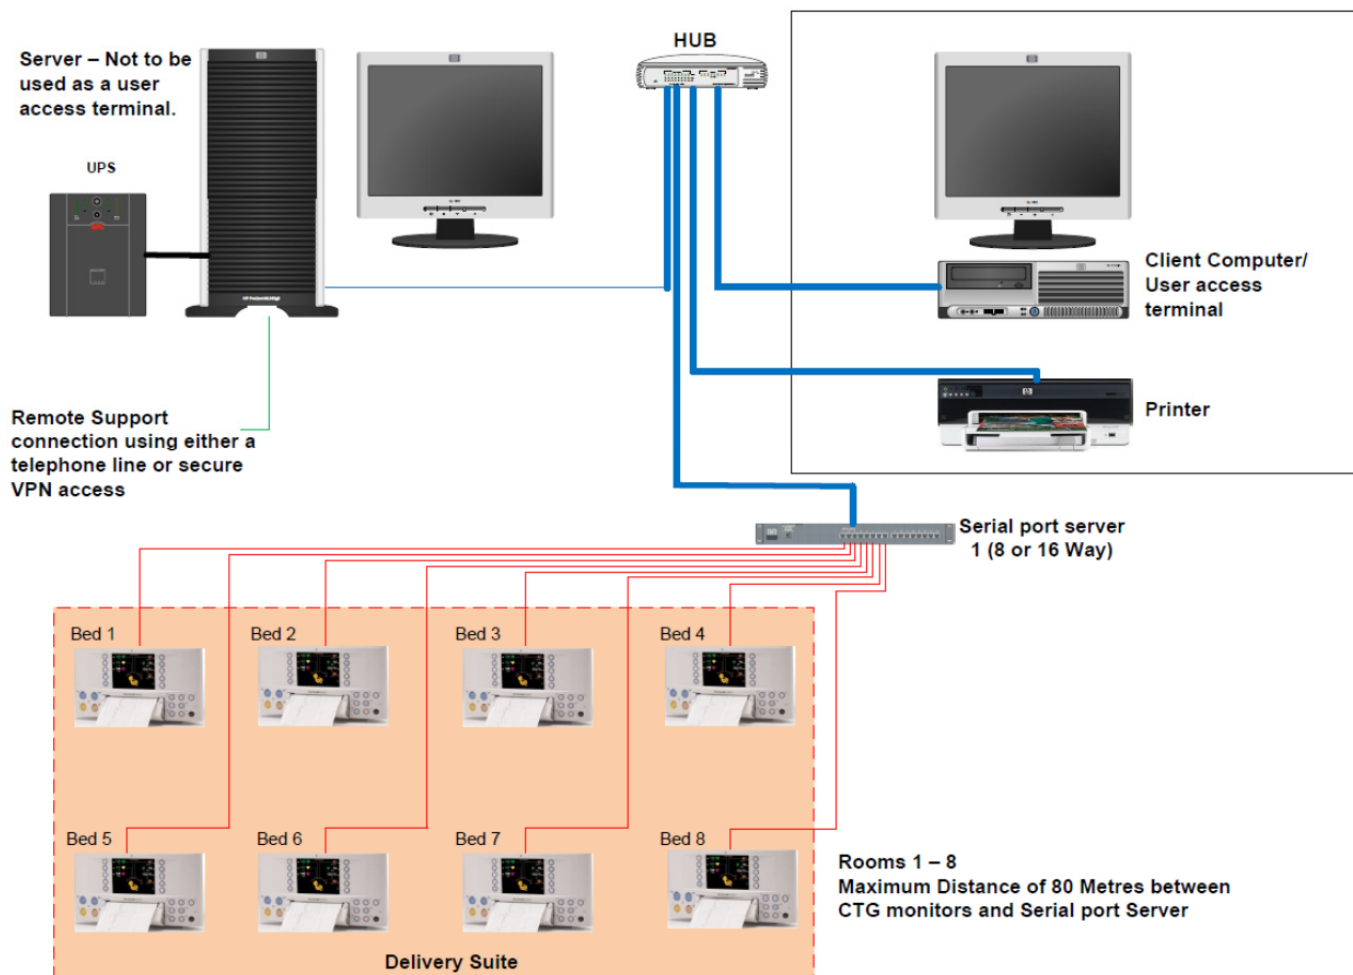 Server – Not to be
used as a user
access terminal.
HUB
UPS
Client Computer/
User access
terminal
Printer
Remote Support
connection using either a
telephone line or secure
VPN access
Serial port server
1 (8 or 16 Way)
Bed 1
Bed 2
Bed 3
Bed 4
Bed 5
Bed 6
Bed 7
Bed 8
Rooms 1 – 8
Maximum Distance of 80 Metres between
CTG monitors and Serial port Server
Delivery Suite